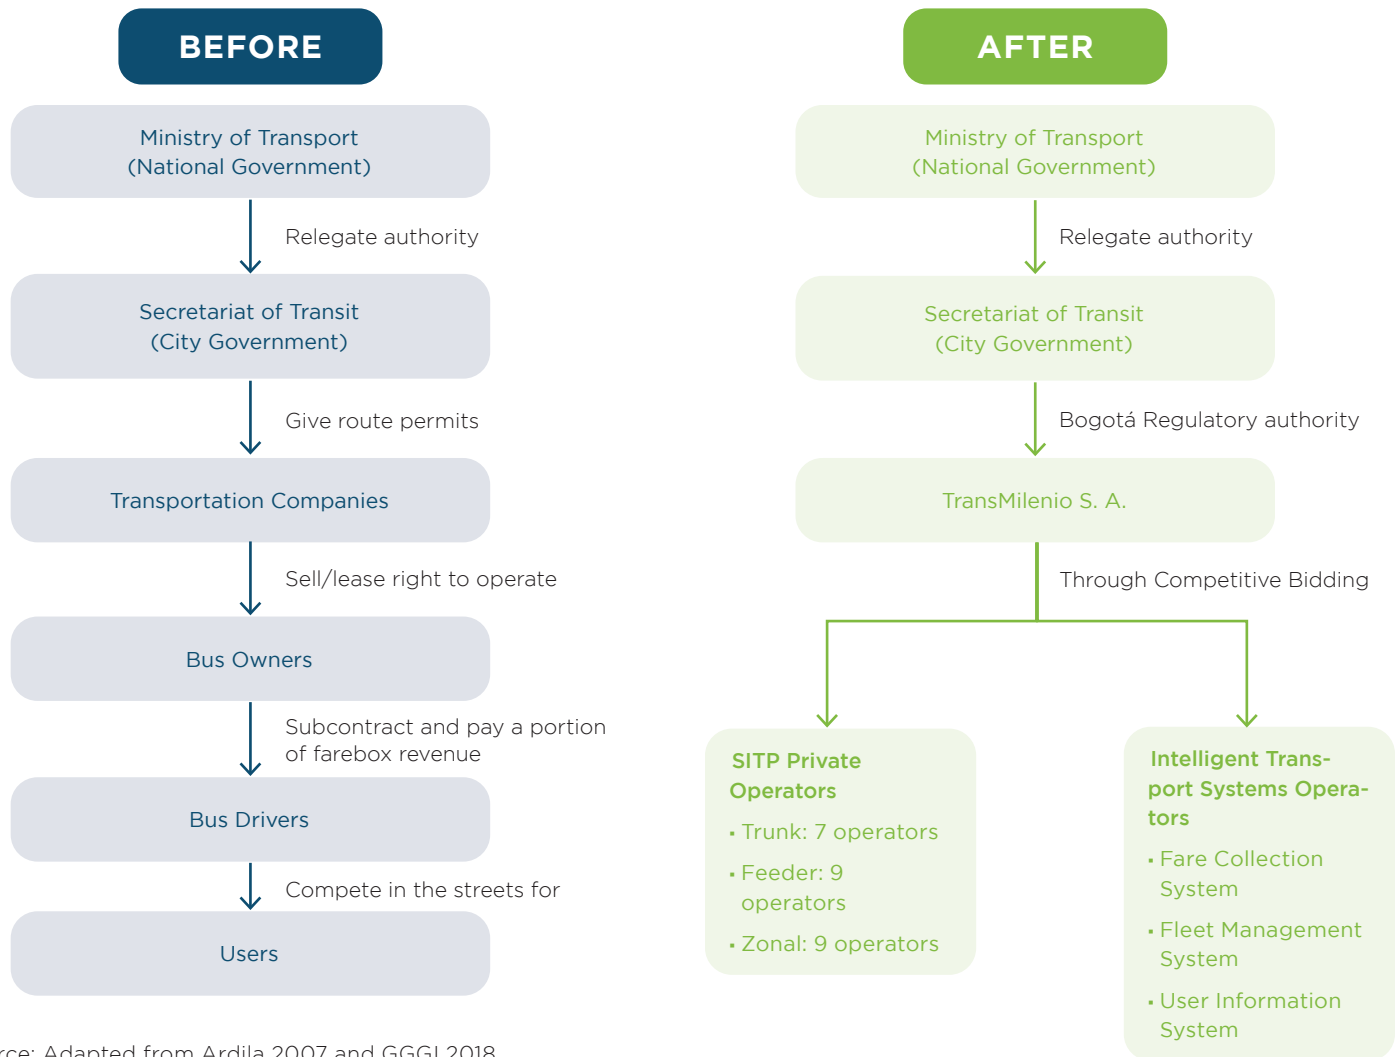 BEFORE
Ministry of Transport
(National Government)
Relegate authority
Secretariat of Transit
(City Government)
Give route permits
Transportation Companies
Sell/lease right to operate
Bus Owners
Subcontract and pay a portion
of farebox revenue
Bus Drivers
Compete in the streets for
Users
AFTER
Ministry of Transport
(National Government)
Relegate authority
Secretariat of Transit
(City Government)
Bogotá Regulatory authority
TransMilenio S. A.
Through Competitive Bidding
SITP Private
Operators
• Trunk: 7 operators
• Feeder: 9
operators
• Zonal: 9 operators
Intelligent Trans-
port Systems Opera-
tors
• Fare Collection
System
• Fleet Management
System
• User Information
System
Adapted from Ardila 2007 and GGGI 2018